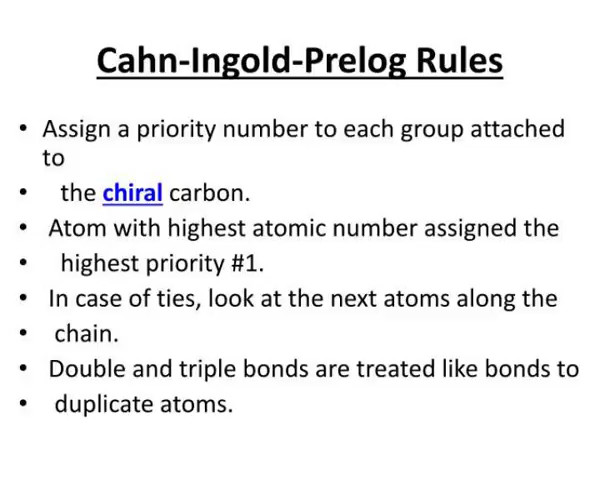 Cahn-Ingold-Prelog Rules
• Assign a priority number to each group attached
to
• the chiral carbon.
• Atom with highest atomic number assigned the
• highest priority #1.
• In case of ties, look at the next atoms along the
• chain.
• Double and triple bonds are treated like bonds to
• duplicate atoms.